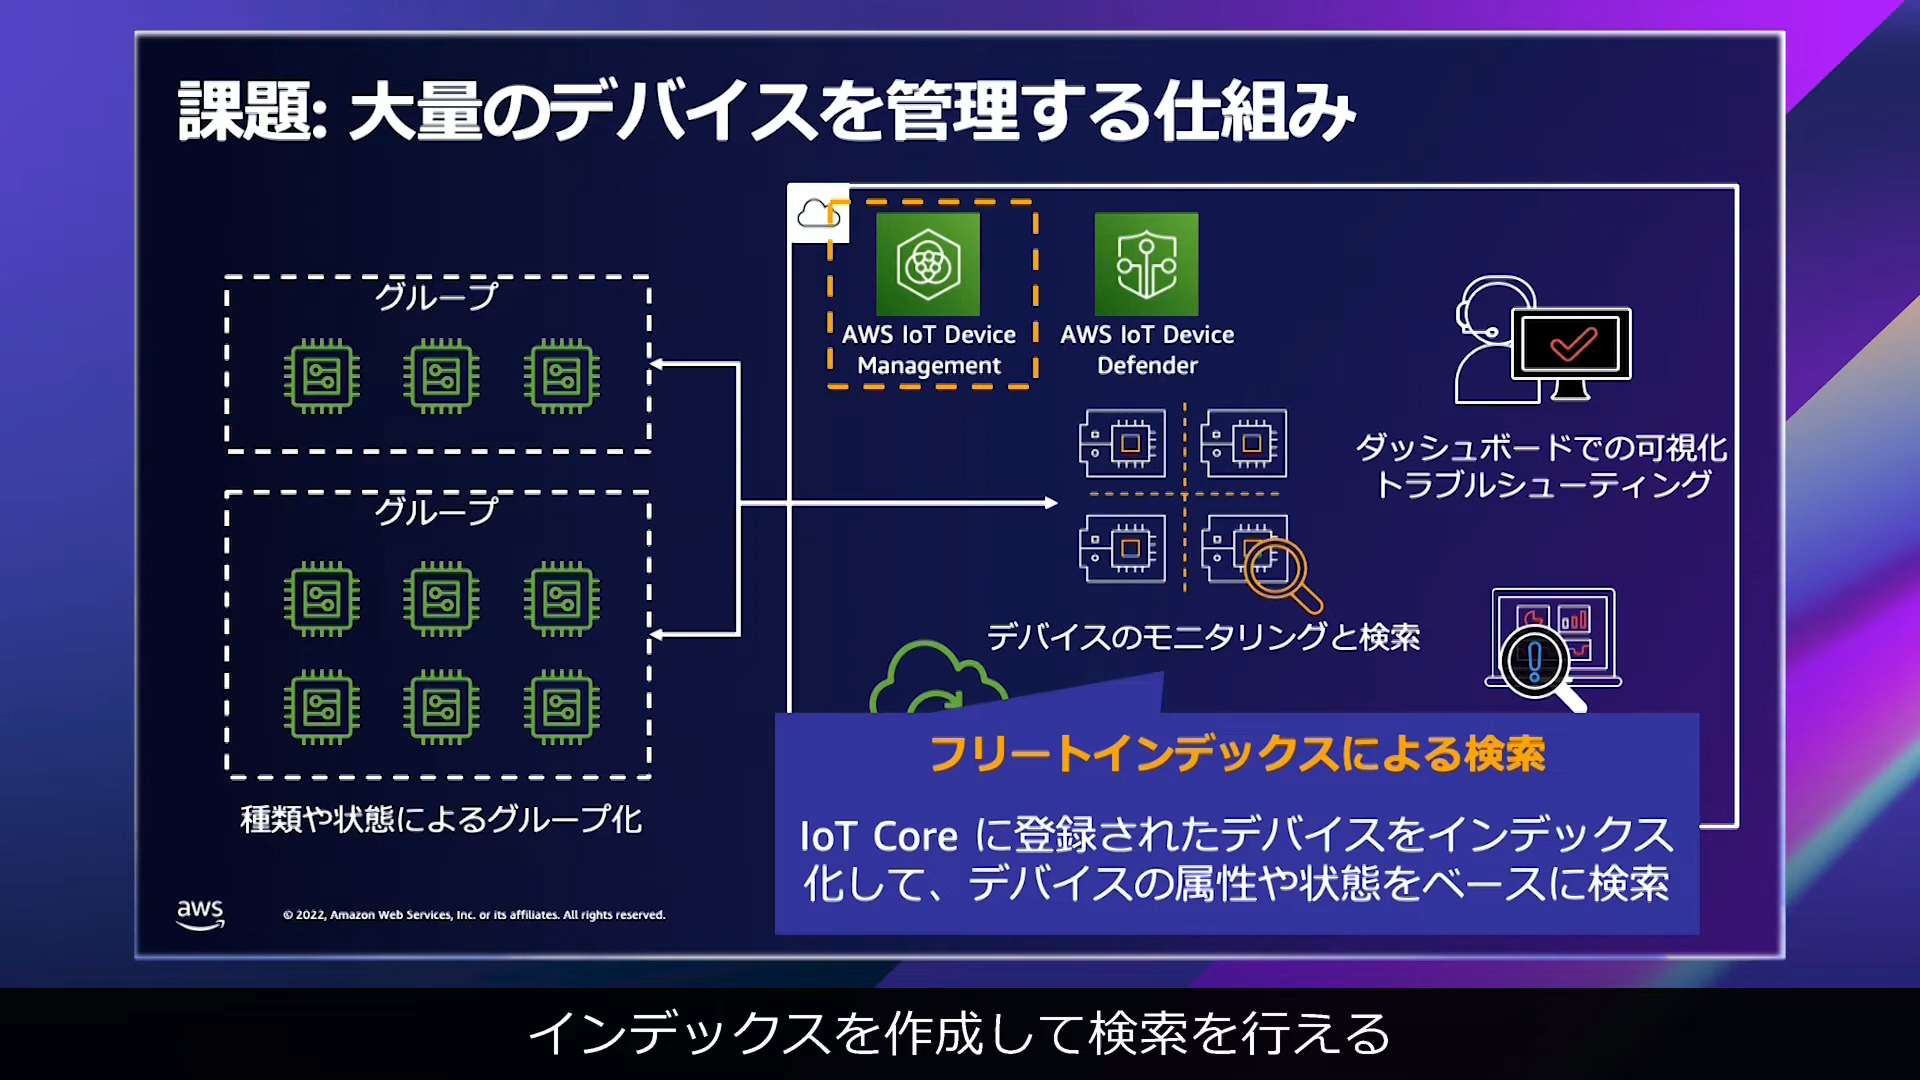 課題: 大量のデバイスを管理する仕組み
グループ
グループ
種類や状態によるグループ化
AWS IoT Device
Management
AWS IoT Device
Defender
デバイスのモニタリングと検索
ダッシュボードでの可視化
トラブルシューティング
フリートインデックスによる検索
IoT Core に登録されたデバイスをインデックス
化して、デバイスの属性や状態をベースに検索
aws
© 2022, Amazon Web Services, Inc. or its affiliates. All rights reserved.
インデックスを作成して検索を行える